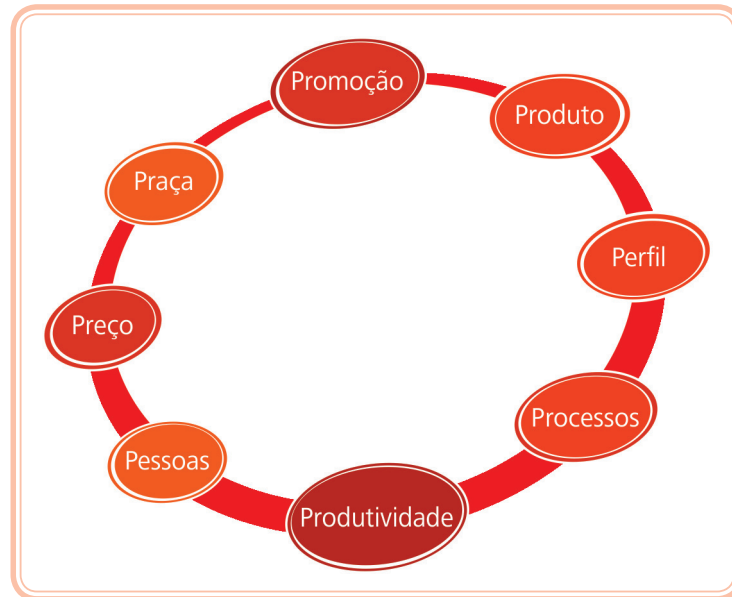 Promoção
Produto
Praça
Perfil
Preço
Processos
Pessoas
Produtividade